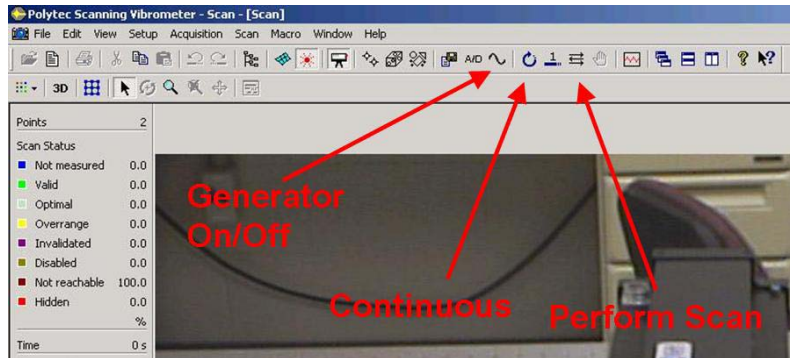 Polytec Scanning Vibrometer - Scan - [Scan]
File Edit View Setup Acquisition Scan Macro Window Help
A/D 1.. ? ?
3D
Points 2
Scan Status
Not measured 0.0
Valid 0.0
Optimal 0.0
Overrange 0.0
Invalidated 0.0
Disabled 0.0
Not reachable 100.0
Hidden 0.0
%
Time 0 s
Generator
On/Off
Continuous
Perform Scan